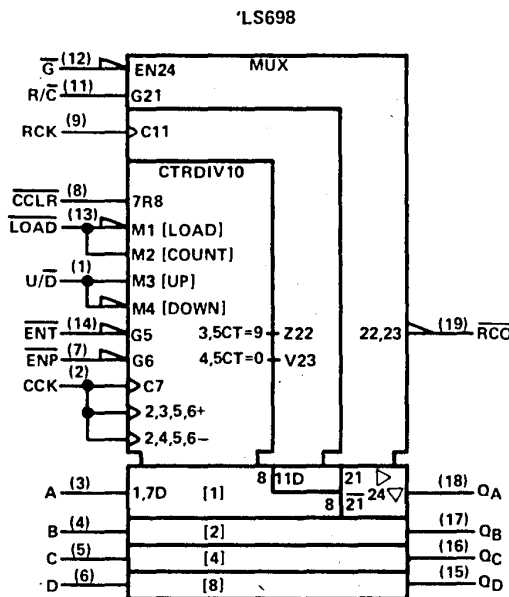 'LS698
G̅ (12) EN24 MUX
R/C̅ (11) G21
RCK (9) C11
CTRDIV10
C̅C̅L̅R̅ (8) 7R8
L̅O̅A̅D̅ (13) M1 [LOAD]
M2 [COUNT]
U/D̅ (1) M3 [UP]
M4 [DOWN]
E̅N̅T̅ (14) G5 3,5CT=9 Z22 22,23 (19) R̅C̅O̅
E̅N̅P̅ (7) G6 4,5CT=0 V23
CCK (2) C7
2,3,5,6+
2,4,5,6−
A (3) 1,7D [1] 8 11D 8 21 2̅1̅ 24 (18) QA
B (4) [2] (17) QB
C (5) [4] (16) QC
D (6) [8] (15) QD